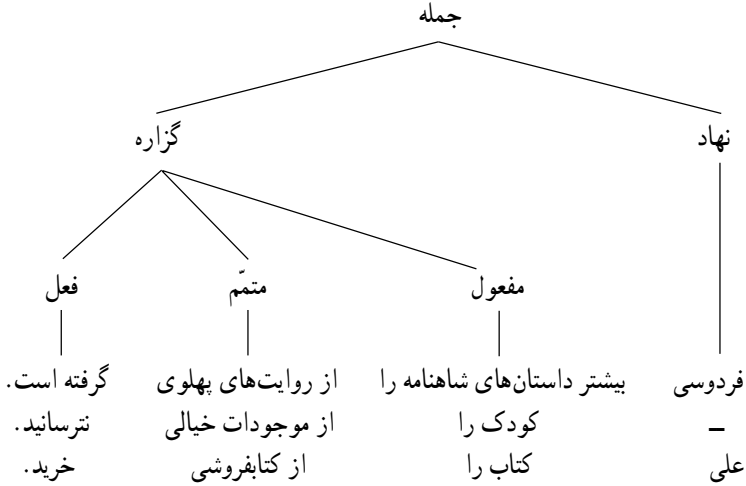 جمله
نهاد گزاره
مفعول متمّم فعل
فردوسی بیشتر داستان‌های شاهنامه را از روایت‌های پهلوی گرفته است.
ـ کودک را از موجودات خیالی نترسانید.
علی کتاب را از کتابفروشی خرید.